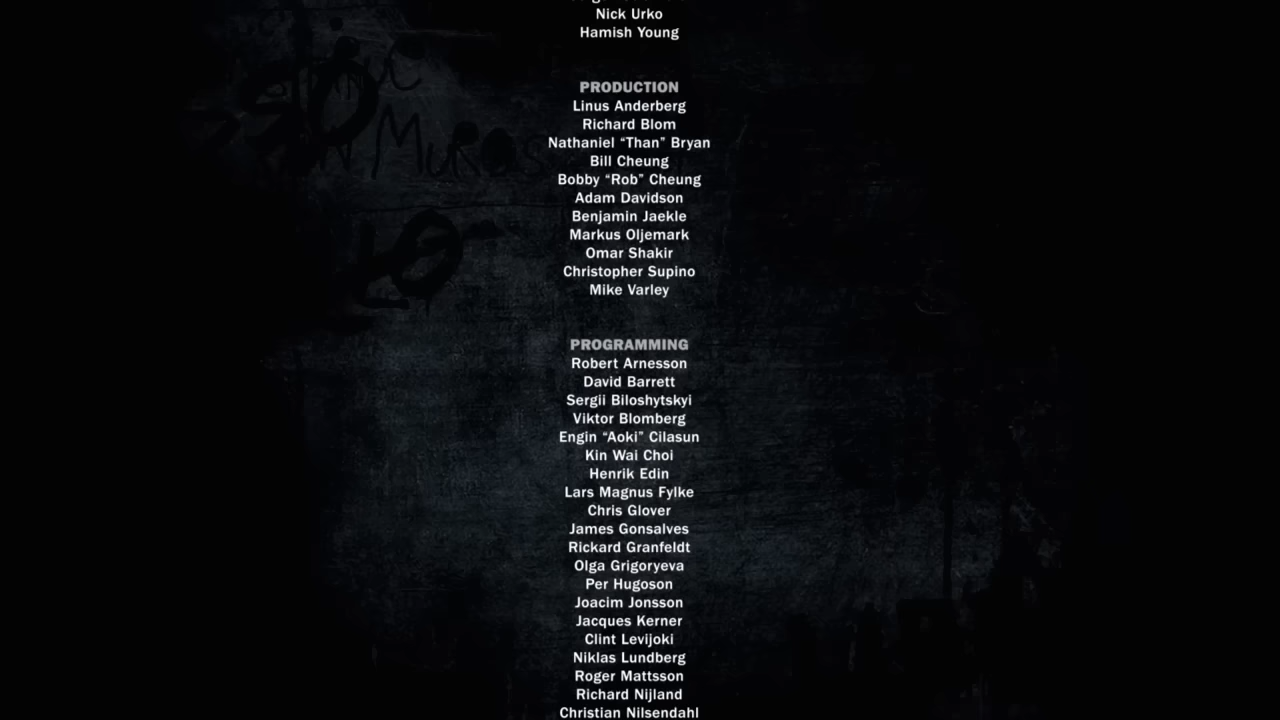 Nick Urko
Hamish Young
PRODUCTION
Linus Anderberg
Richard Blom
Nathaniel “Than” Bryan
Bill Cheung
Bobby “Rob” Cheung
Adam Davidson
Benjamin Jaekle
Markus Oljemark
Omar Shakir
Christopher Supino
Mike Varley
PROGRAMMING
Robert Arnesson
David Barrett
Sergii Biloshytskyi
Viktor Blomberg
Engin “Aoki” Cilasun
Kin Wai Choi
Henrik Edin
Lars Magnus Fylke
Chris Glover
James Gonsalves
Rickard Granfeldt
Olga Grigoryeva
Per Hugoson
Joacim Jonsson
Jacques Kerner
Clint Levijoki
Niklas Lundberg
Roger Mattsson
Richard Nijland
Christian Nilsendahl